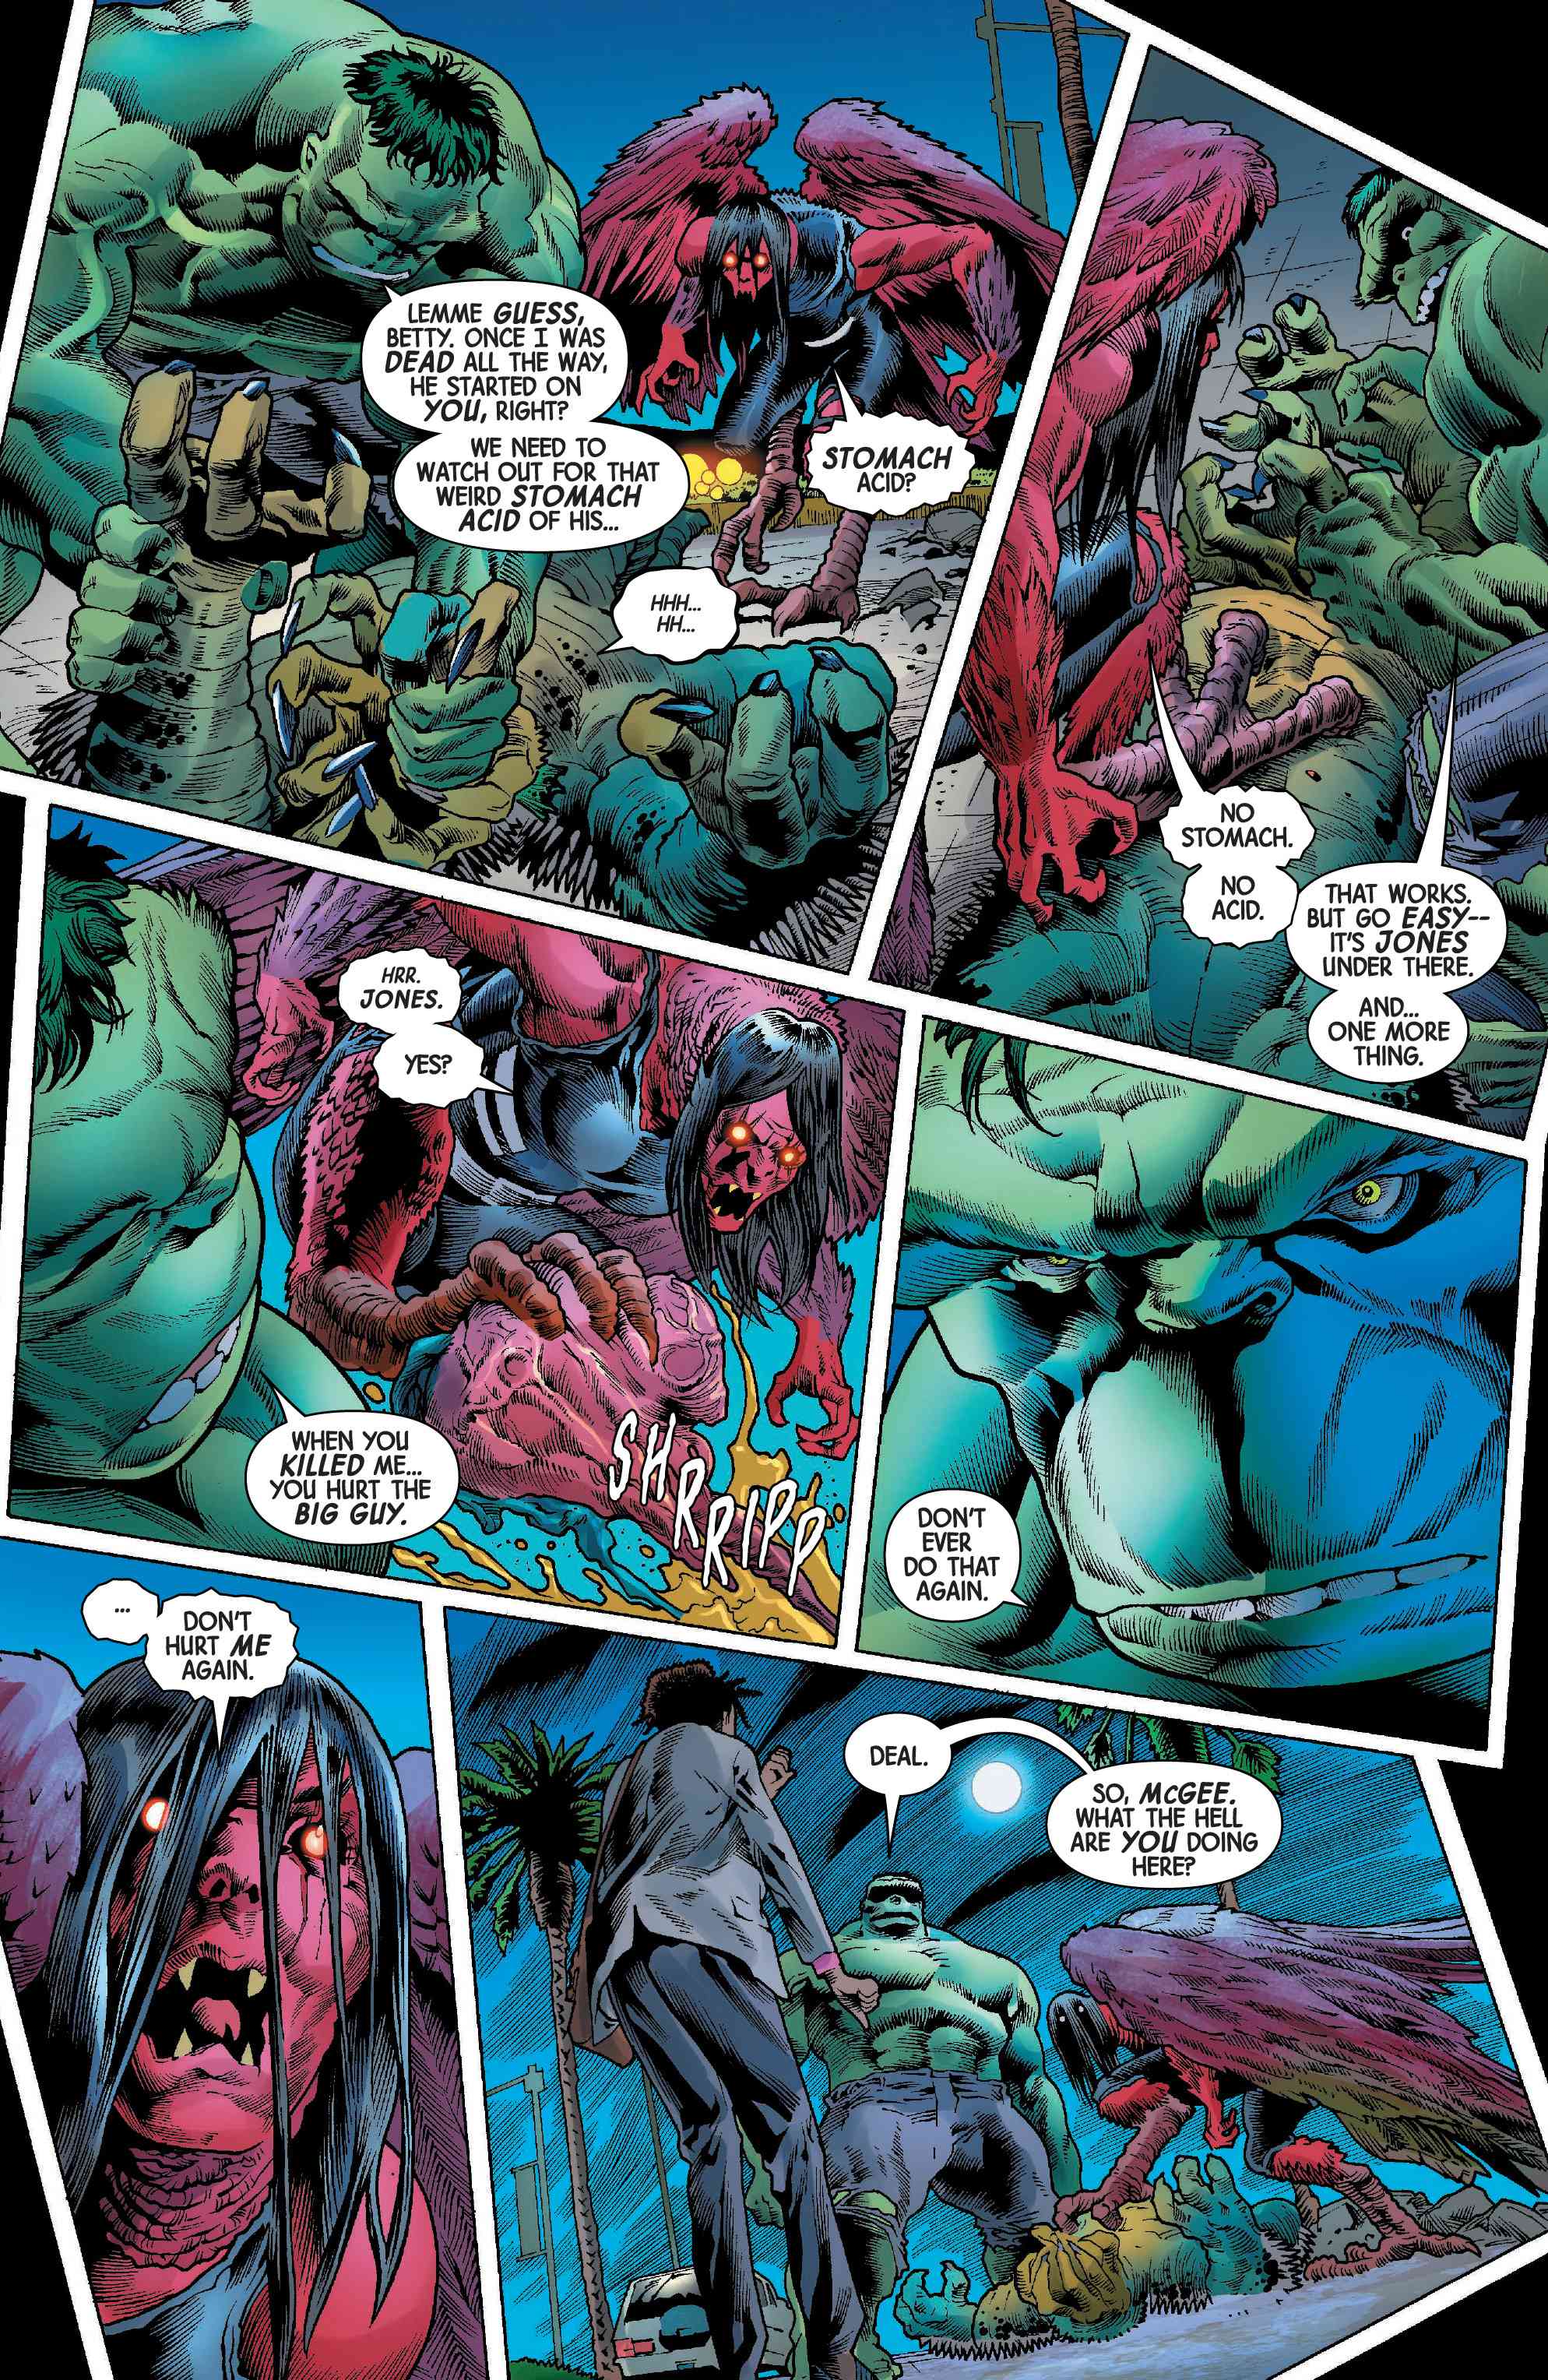 LEMME GUESS,
BETTY. ONCE I WAS
DEAD ALL THE WAY,
HE STARTED ON
YOU, RIGHT?
WE NEED TO
WATCH OUT FOR THAT
WEIRD STOMACH
ACID OF HIS...
STOMACH
ACID?
HHH...
HH...
NO
STOMACH.
NO
ACID.
THAT WORKS.
BUT GO EASY--
IT'S JONES
UNDER THERE.
AND...
ONE MORE
THING.
HRR.
JONES.
YES?
WHEN YOU
KILLED ME...
YOU HURT THE
BIG GUY.
SHRRIPP
DON'T
EVER
DO THAT
AGAIN.
...
DON'T
HURT ME
AGAIN.
DEAL.
SO, McGEE.
WHAT THE HELL
ARE YOU DOING
HERE?